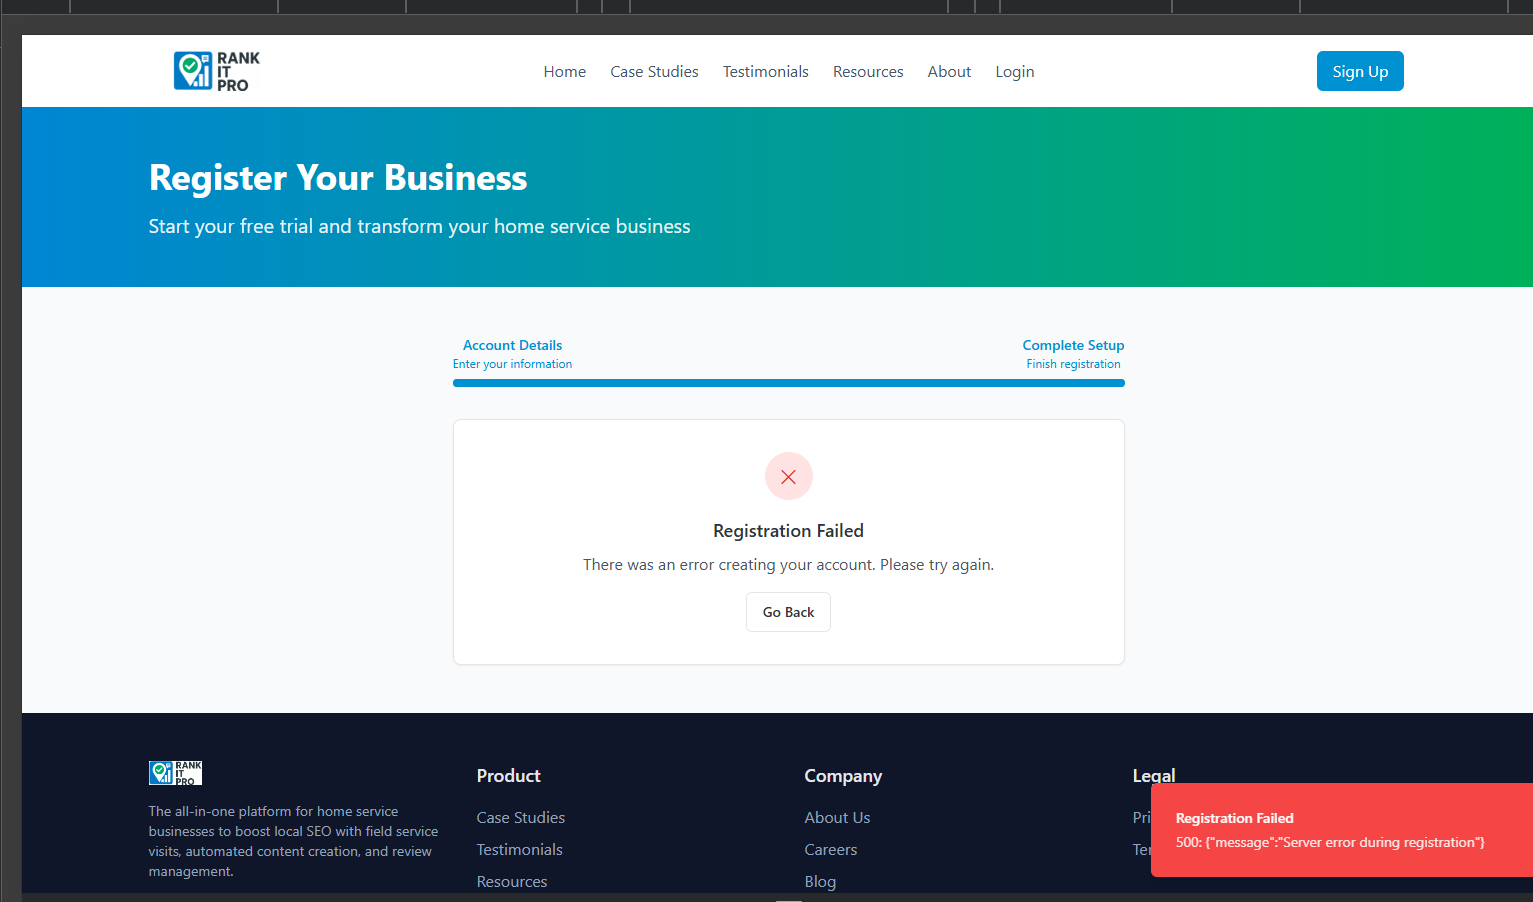 RANK
IT
PRO
Home
Case Studies
Testimonials
Resources
About
Login
Sign Up
Register Your Business
Start your free trial and transform your home service business
Account Details
Enter your information
Complete Setup
Finish registration
Registration Failed
There was an error creating your account. Please try again.
Go Back
RANK
IT
PRO
The all-in-one platform for home service
businesses to boost local SEO with field service
visits, automated content creation, and review
management.
Product
Case Studies
Testimonials
Resources
Company
About Us
Careers
Blog
Legal
Pri
Ter
Registration Failed
500: {"message":"Server error during registration"}